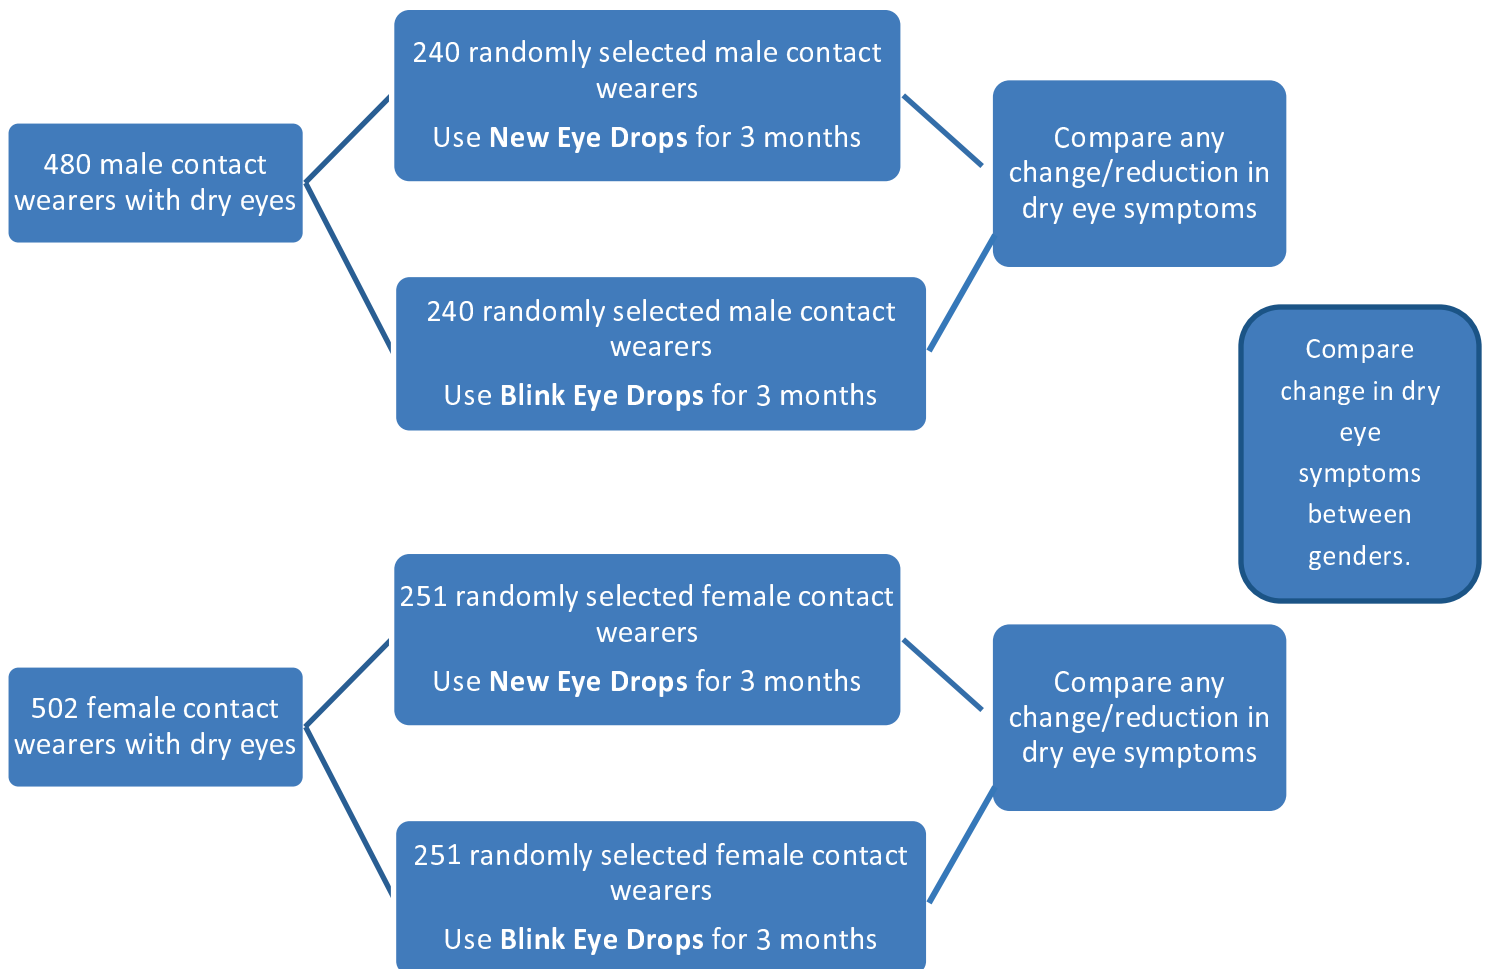 240 randomly selected male contact
wearers
Use New Eye Drops for 3 months
480 male contact
wearers with dry eyes
Compare any
change/reduction in
dry eye symptoms
240 randomly selected male contact
wearers
Use Blink Eye Drops for 3 months
Compare
change in dry
eye
symptoms
between
genders.
251 randomly selected female contact
wearers
Use New Eye Drops for 3 months
502 female contact
wearers with dry eyes
Compare any
change/reduction in
dry eye symptoms
251 randomly selected female contact
wearers
Use Blink Eye Drops for 3 months